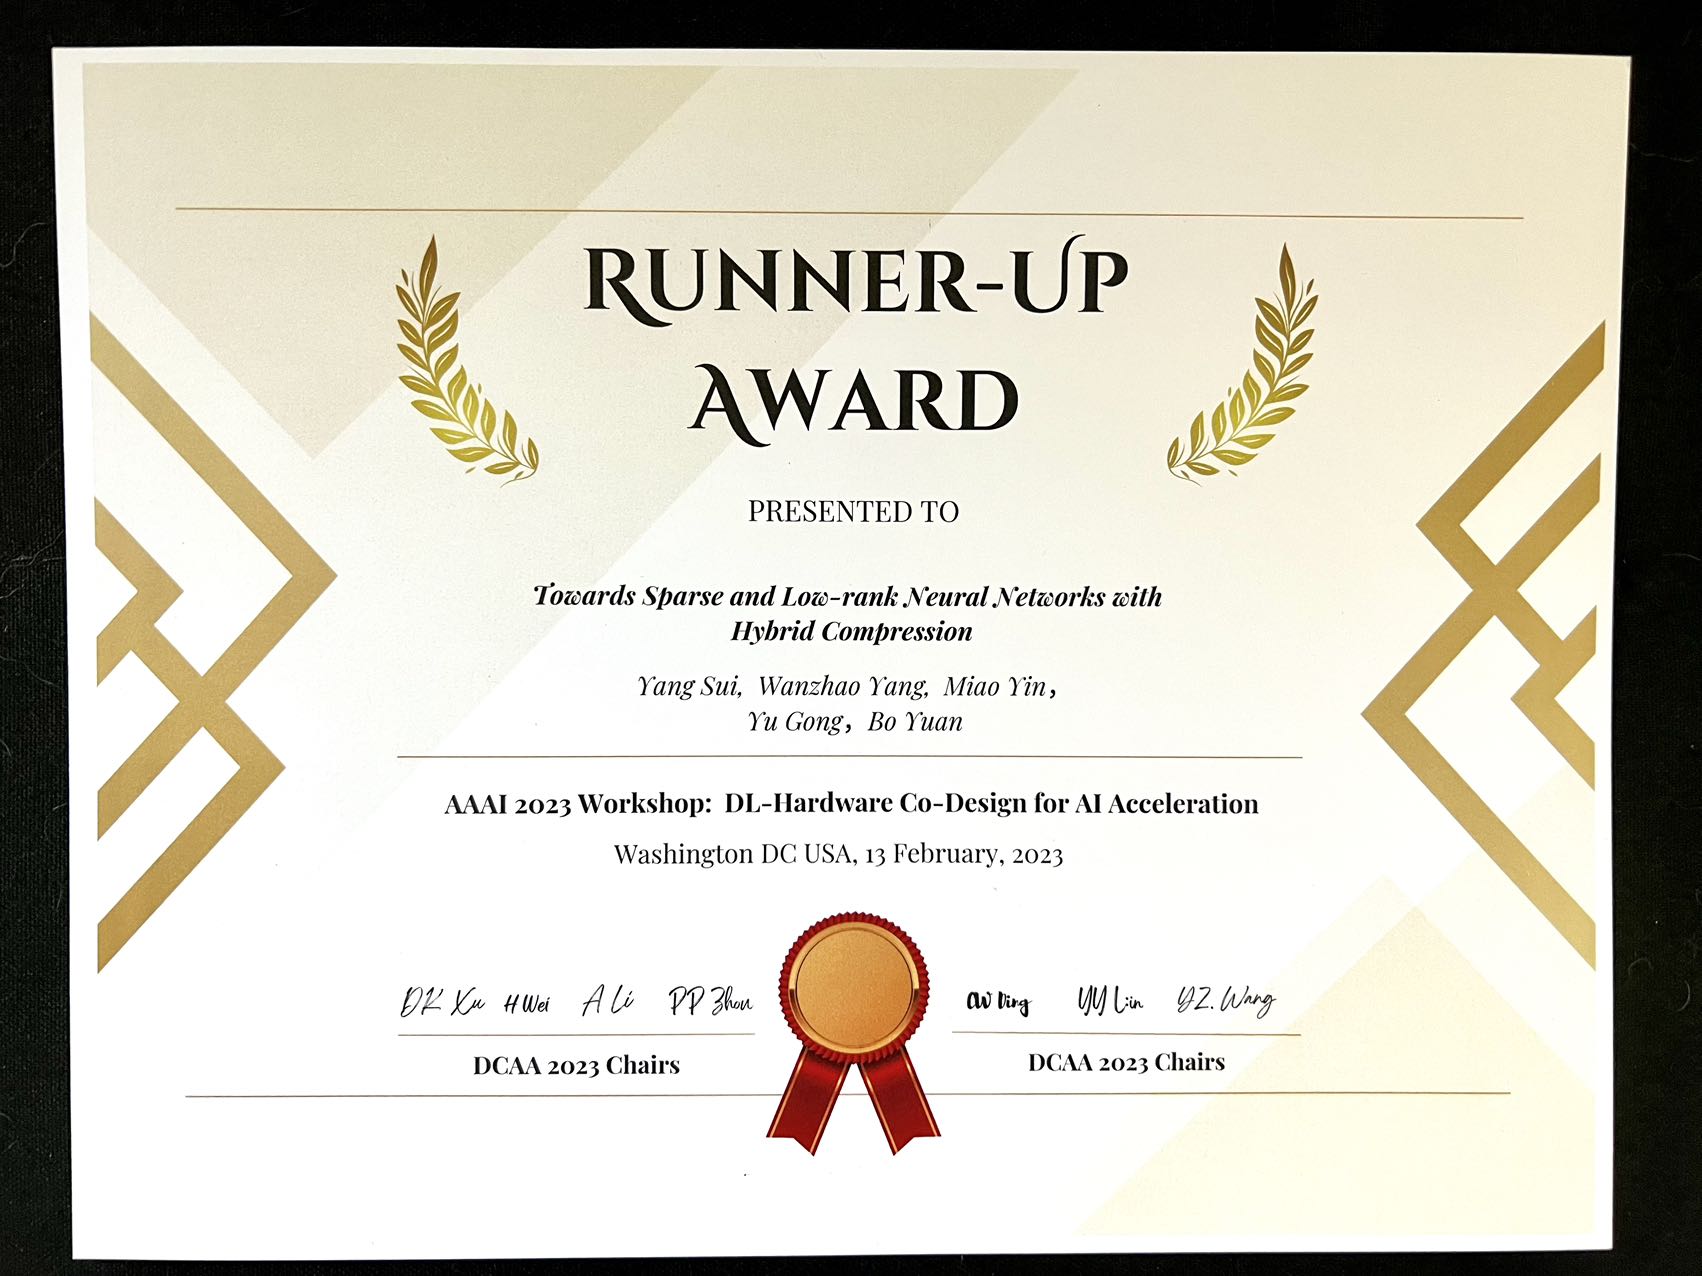 RUNNER-UP
AWARD
PRESENTED TO
Towards Sparse and Low-rank Neural Networks with
Hybrid Compression
Yang Sui, Wanzhao Yang, Miao Yin,
Yu Gong, Bo Yuan
AAAI 2023 Workshop: DL-Hardware Co-Design for AI Acceleration
Washington DC USA, 13 February, 2023
DK Xu H Wei A Li PP Zhou CW Ding YY Lin YZ. Wang
DCAA 2023 Chairs DCAA 2023 Chairs